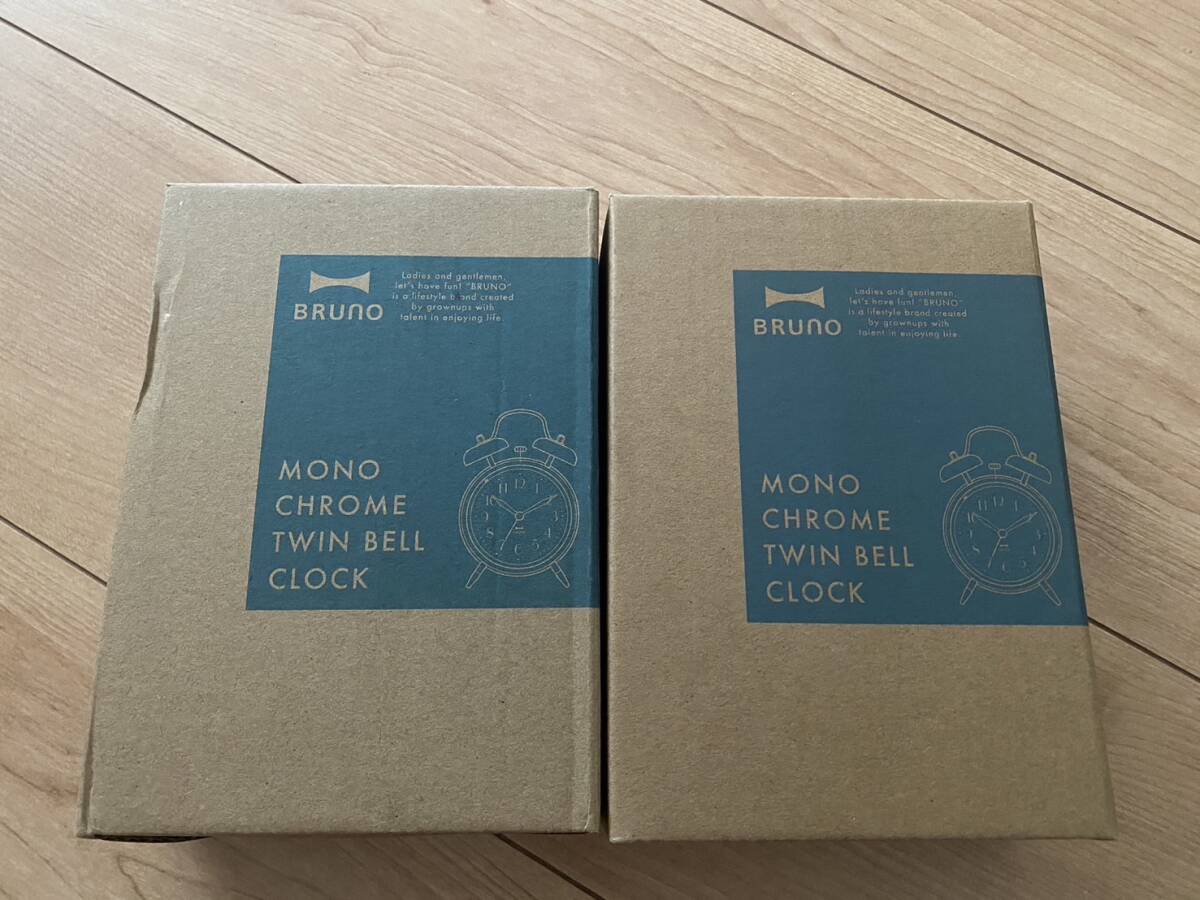 BRUNO
Ladies and gentlemen,
let's have fun! "BRUNO"
is a lifestyle brand created
by grownups with
talent in enjoying life.
MONO
CHROME
TWIN BELL
CLOCK
BRUNO
Ladies and gentlemen,
let's have fun! "BRUNO"
is a lifestyle brand created
by grownups with
talent in enjoying life.
MONO
CHROME
TWIN BELL
CLOCK